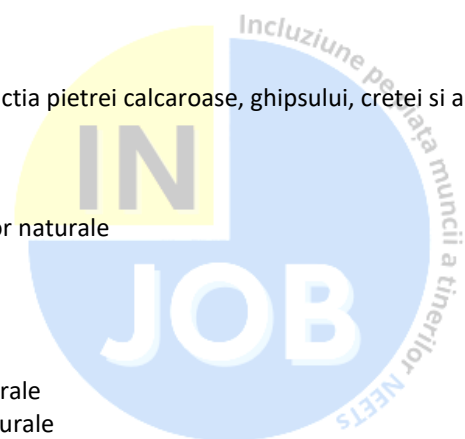 Incluziune pe piața muncii a tinerilor NEETs
ctia pietrei calcaroase, ghipsului, cretei si a
IN
or naturale
JOB
rale
urale